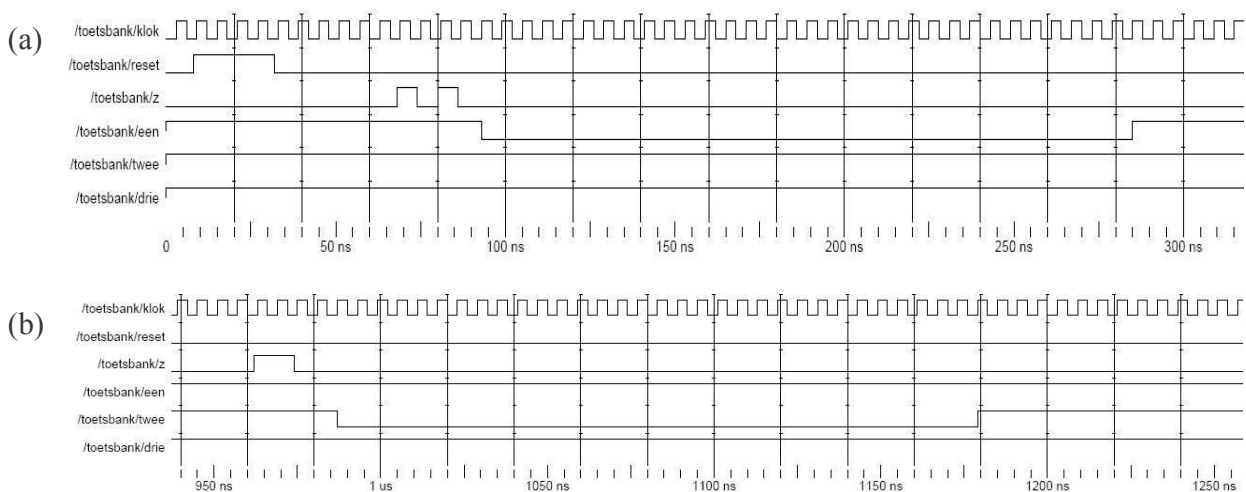 (a)
/toetsbank/klok
/toetsbank/reset
/toetsbank/z
/toetsbank/een
/toetsbank/twee
/toetsbank/drie
0 50 ns 100 ns 150 ns 200 ns 250 ns 300 ns
(b)
/toetsbank/klok
/toetsbank/reset
/toetsbank/z
/toetsbank/een
/toetsbank/twee
/toetsbank/drie
950 ns 1 us 1050 ns 1100 ns 1150 ns 1200 ns 1250 ns